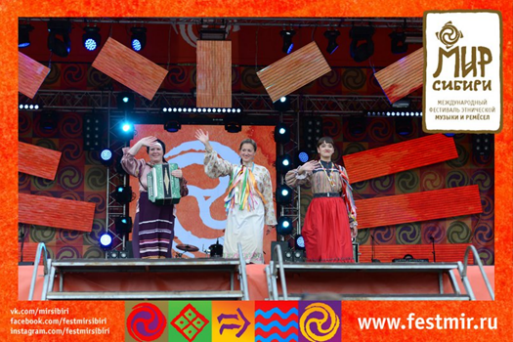 МИР
СИБИРИ
МЕЖДУНАРОДНЫЙ
ФЕСТИВАЛЬ ЭТНИЧЕСКОЙ
МУЗЫКИ И РЕМЁСЕЛ
vk.com/mirsibiri
facebook.com/festmirsibiri
instagram.com/festmirsibiri
www.festmir.ru